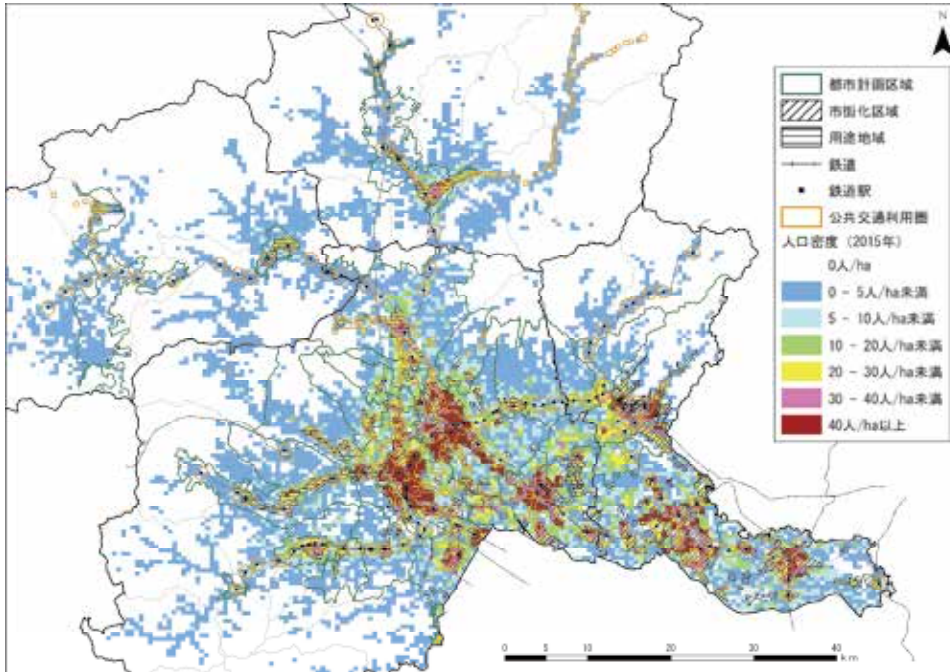 N
都市計画区域
市街化区域
用途地域
鉄道
鉄道駅
公共交通利用圏
人口密度（2015年）
0人/ha
0 - 5人/ha未満
5 - 10人/ha未満
10 - 20人/ha未満
20 - 30人/ha未満
30 - 40人/ha未満
40人/ha以上
0 5 10 20 30 40
km